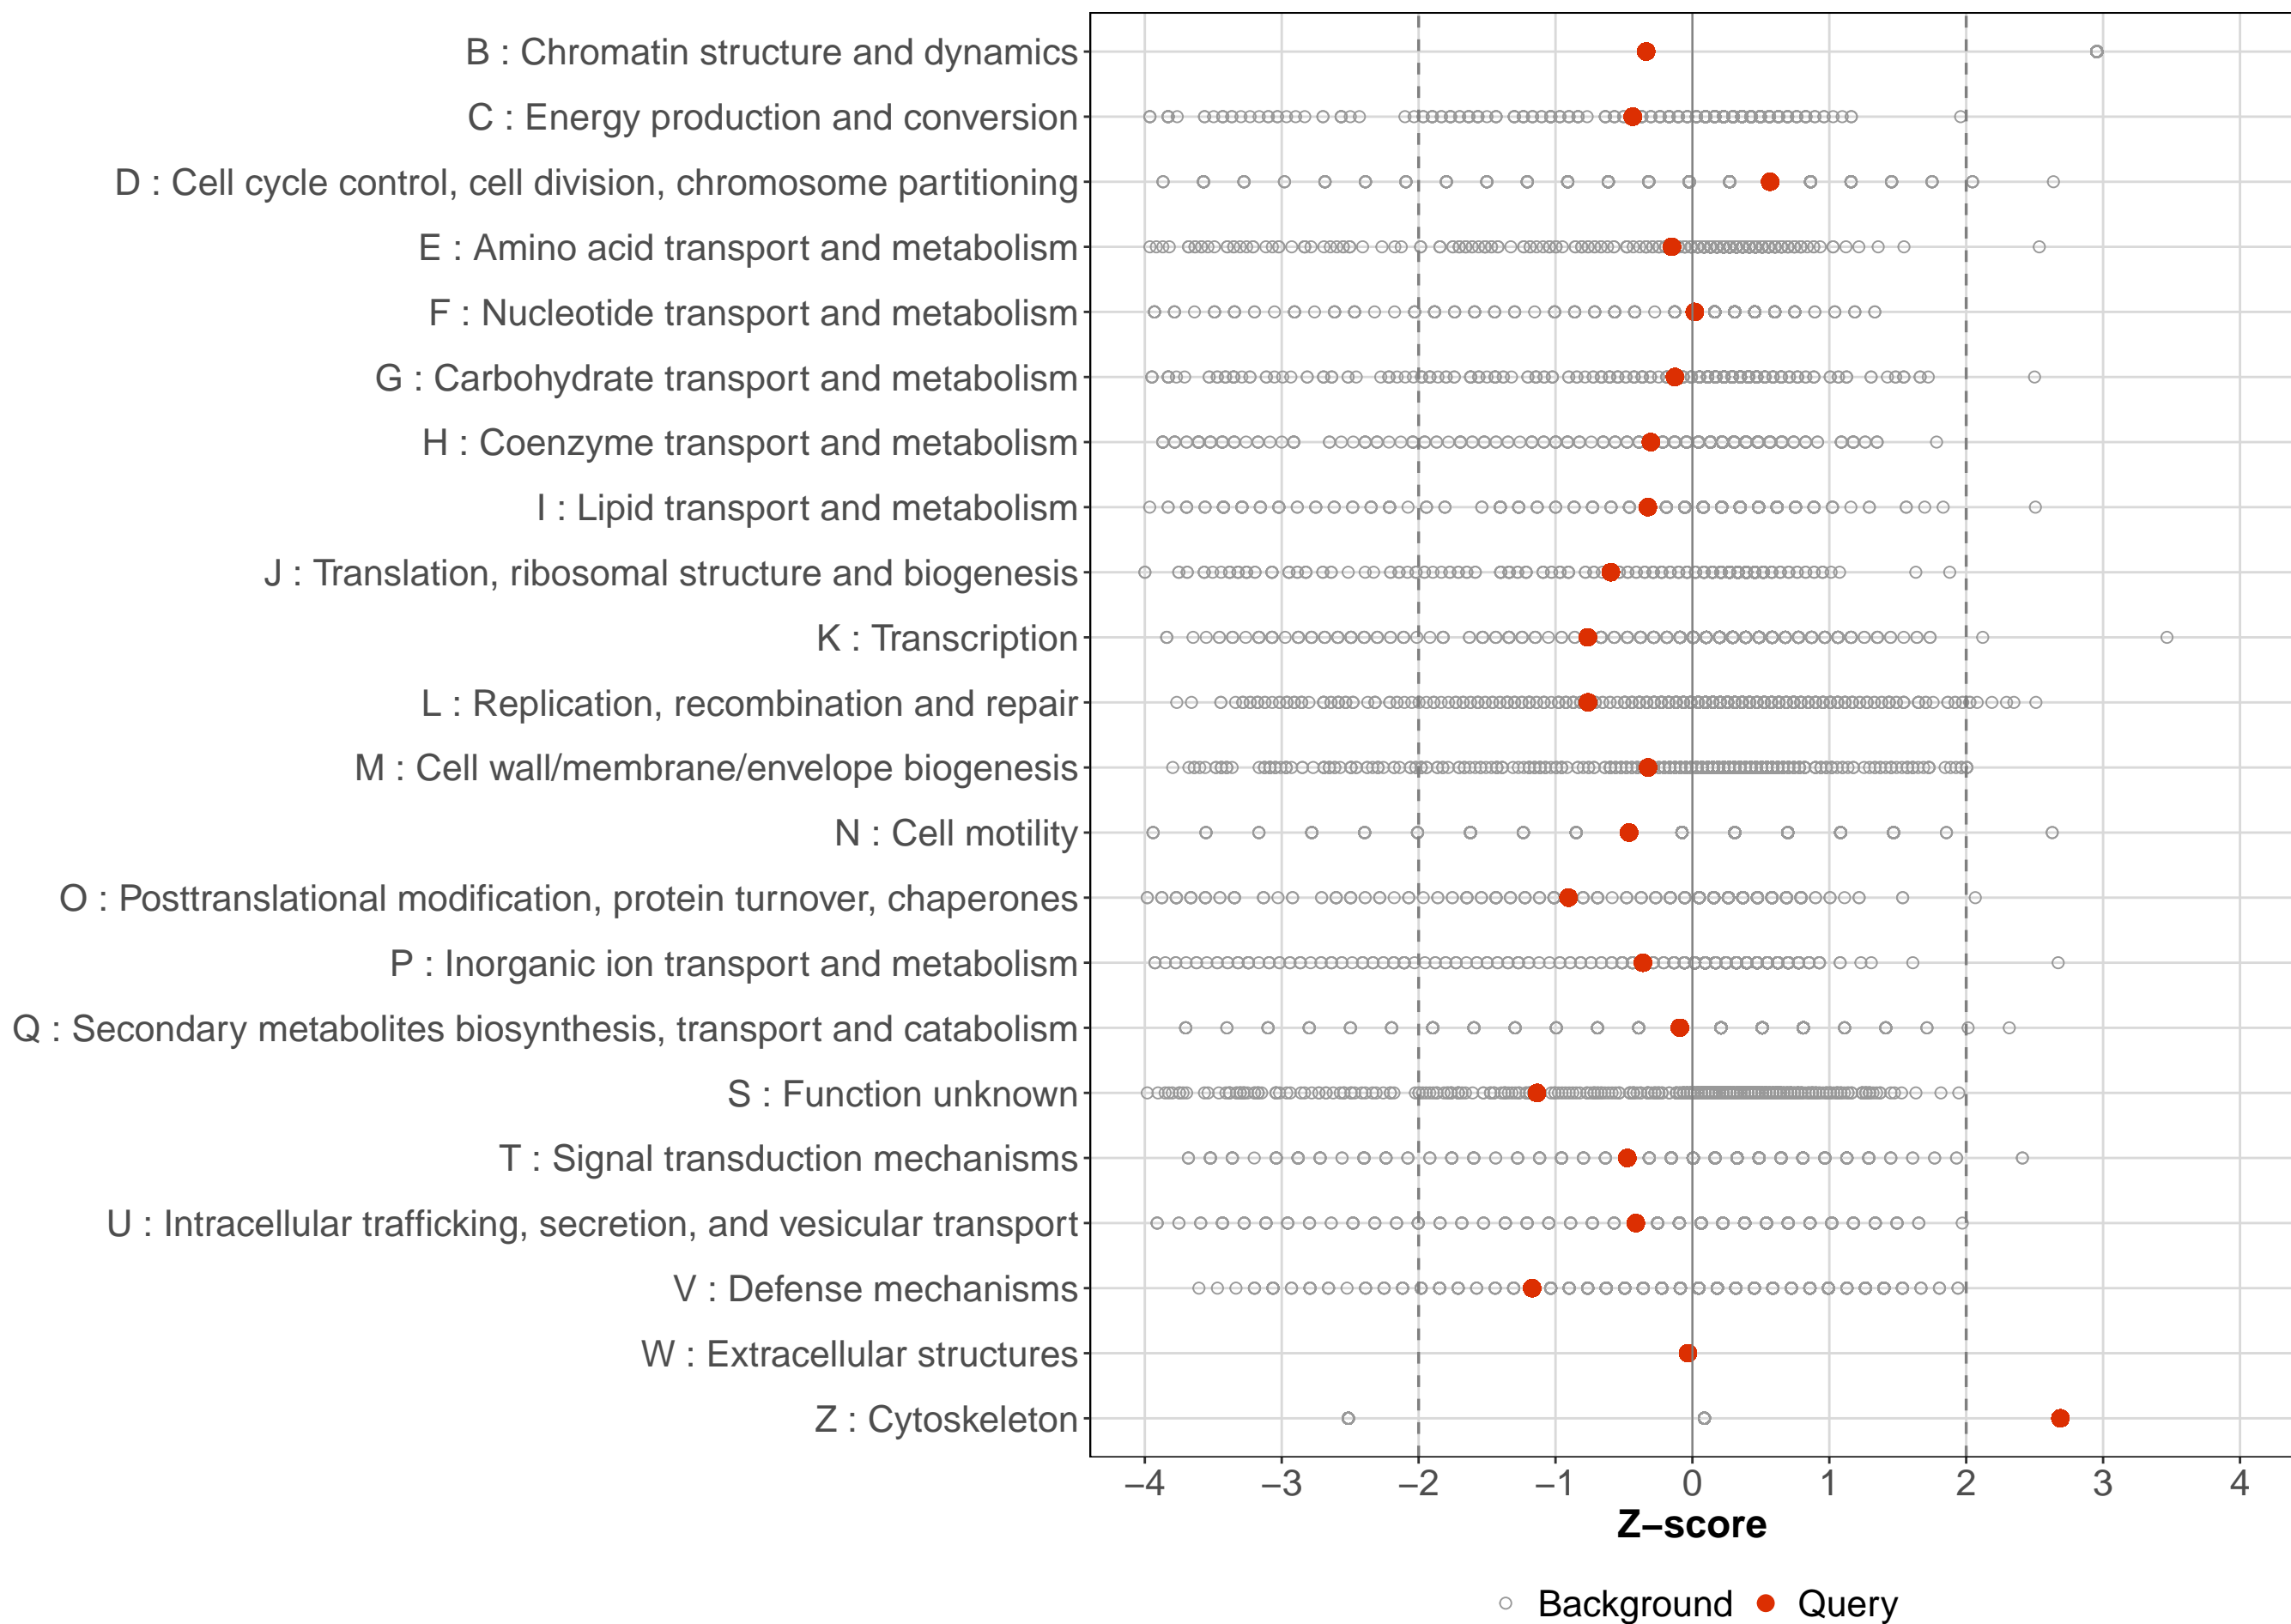 B : Chromatin structure and dynamics
C : Energy production and conversion
D : Cell cycle control, cell division, chromosome partitioning
E : Amino acid transport and metabolism
F : Nucleotide transport and metabolism
G : Carbohydrate transport and metabolism
H : Coenzyme transport and metabolism
I : Lipid transport and metabolism
J : Translation, ribosomal structure and biogenesis
K : Transcription
L : Replication, recombination and repair
M : Cell wall/membrane/envelope biogenesis
N : Cell motility
O : Posttranslational modification, protein turnover, chaperones
P : Inorganic ion transport and metabolism
Q : Secondary metabolites biosynthesis, transport and catabolism
S : Function unknown
T : Signal transduction mechanisms
U : Intracellular trafficking, secretion, and vesicular transport
V : Defense mechanisms
W : Extracellular structures
Z : Cytoskeleton
−4 −3 −2 −1 0 1 2 3 4
Z−score
Background Query